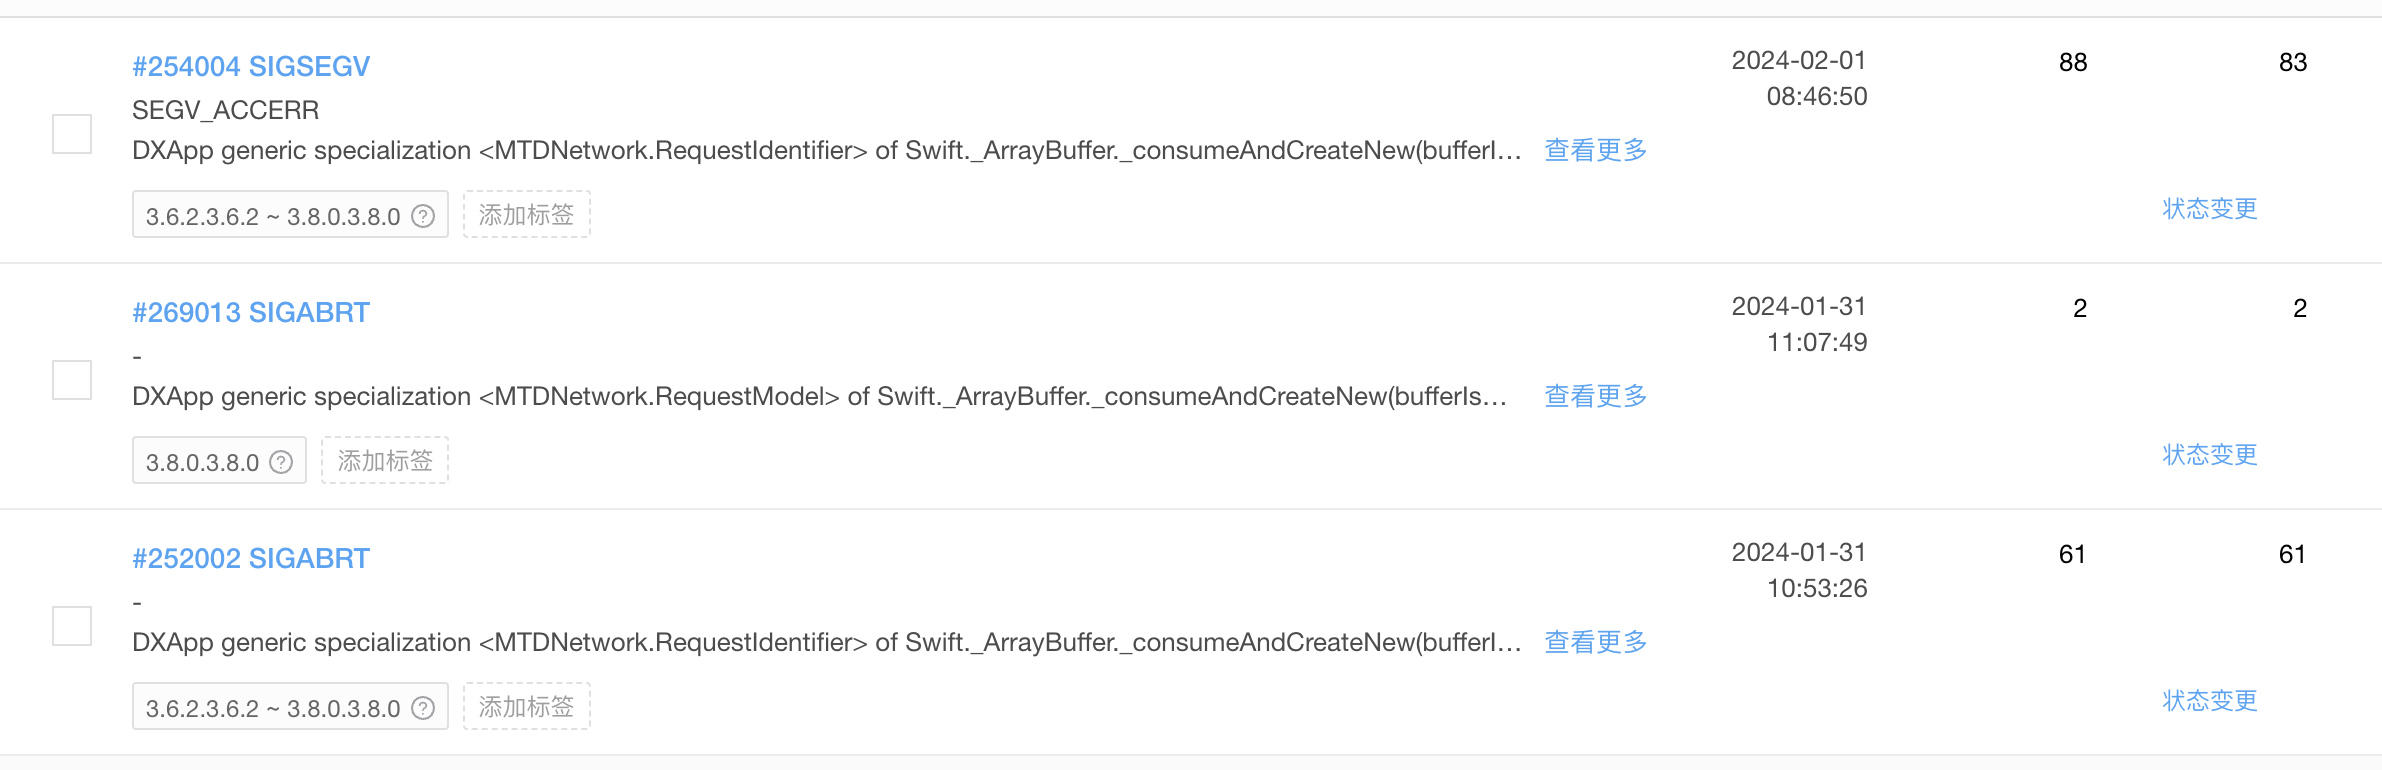 #254004 SIGSEGV
2024-02-01
08:46:50
88
83
SEGV_ACCERR
DXApp generic specialization <MTDNetwork.RequestIdentifier> of Swift._ArrayBuffer._consumeAndCreateNew(bufferI… 查看更多
3.6.2.3.6.2 ~ 3.8.0.3.8.0 ? 添加标签
状态变更
#269013 SIGABRT
2024-01-31
11:07:49
2
2
-
DXApp generic specialization <MTDNetwork.RequestModel> of Swift._ArrayBuffer._consumeAndCreateNew(bufferIs… 查看更多
3.8.0.3.8.0 ? 添加标签
状态变更
#252002 SIGABRT
2024-01-31
10:53:26
61
61
-
DXApp generic specialization <MTDNetwork.RequestIdentifier> of Swift._ArrayBuffer._consumeAndCreateNew(bufferI… 查看更多
3.6.2.3.6.2 ~ 3.8.0.3.8.0 ? 添加标签
状态变更